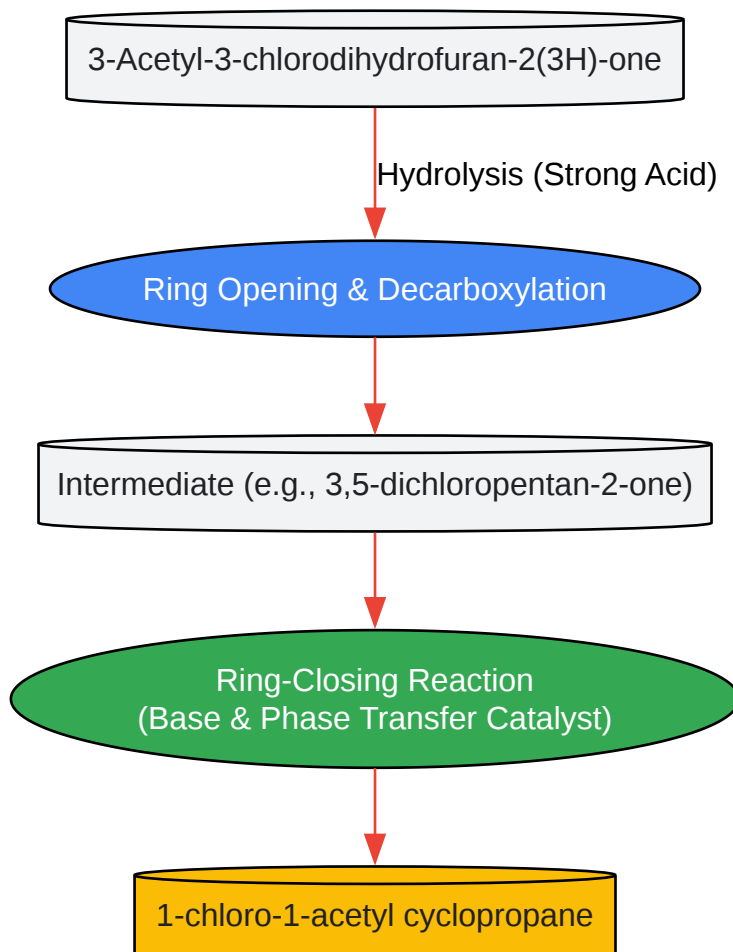 3-Acetyl-3-chlorodihydrofuran-2(3H)-one
Hydrolysis (Strong Acid)
Ring Opening & Decarboxylation
Intermediate (e.g., 3,5-dichloropentan-2-one)
Ring-Closing Reaction
(Base & Phase Transfer Catalyst)
1-chloro-1-acetyl cyclopropane